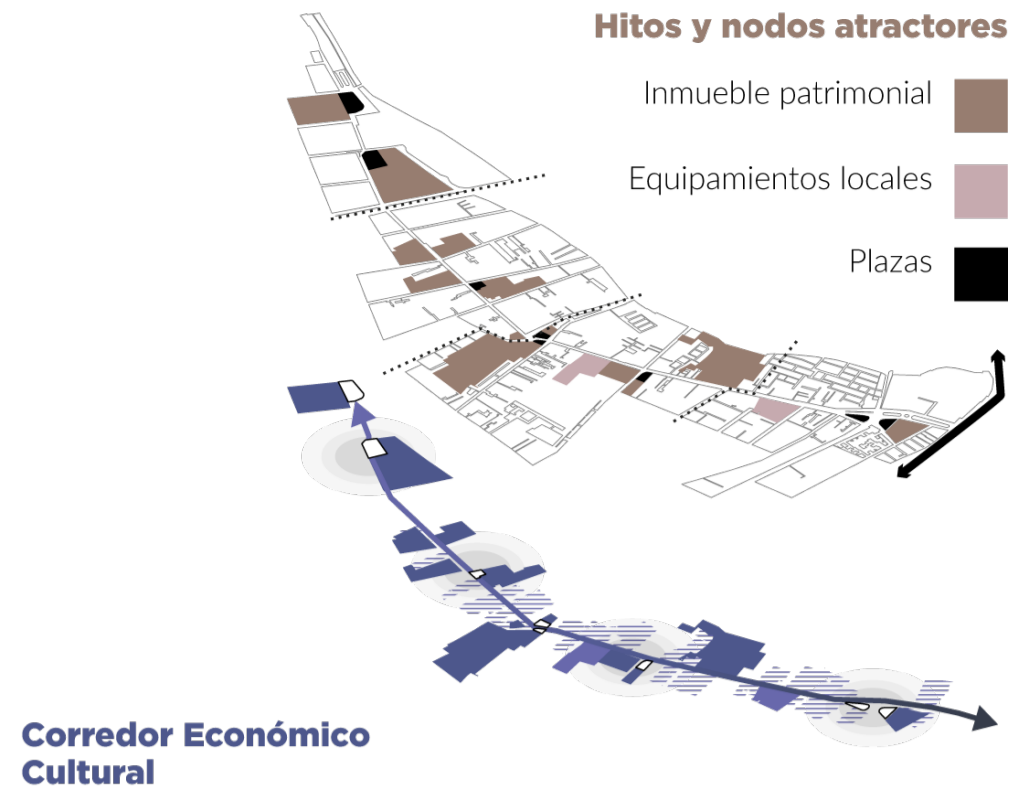 Hitos y nodos atractores
Inmueble patrimonial
Equipamientos locales
Plazas
Corredor Económico
Cultural